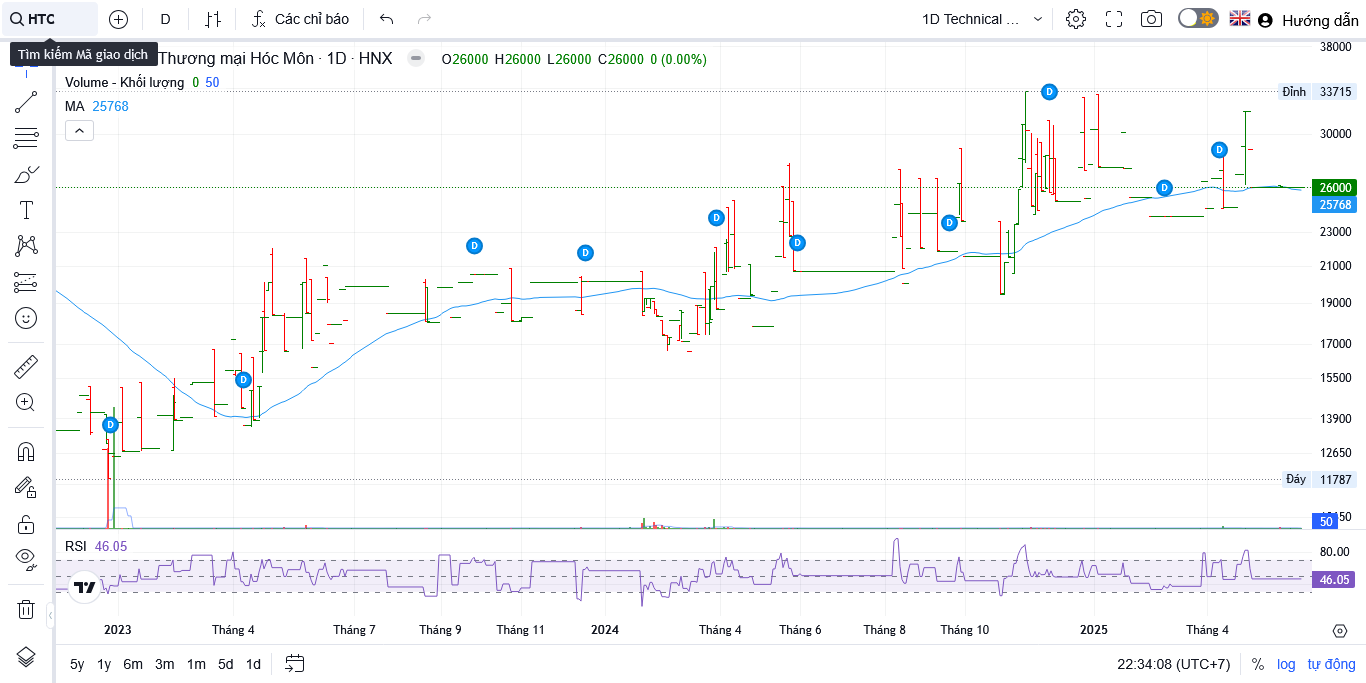 HTC
D
Các chỉ báo
1D Technical ...
Hướng dẫn
Tìm kiếm Mã giao dịch
Thương mại Hóc Môn · 1D · HNX
O26000 H26000 L26000 C26000 0 (0.00%)
Volume - Khối lượng 0 50
MA 25768
38000
Đỉnh 33715
30000
26000
25768
23000
21000
19000
17000
15500
13900
12650
Đáy 11787
50
D
D
D
D
D
D
D
D
D
D
RSI 46.05
80.00
46.05
2023 Tháng 4 Tháng 7 Tháng 9 Tháng 11 2024 Tháng 4 Tháng 6 Tháng 8 Tháng 10 2025 Tháng 4
5y 1y 6m 3m 1m 5d 1d
22:34:08 (UTC+7) % log tự động